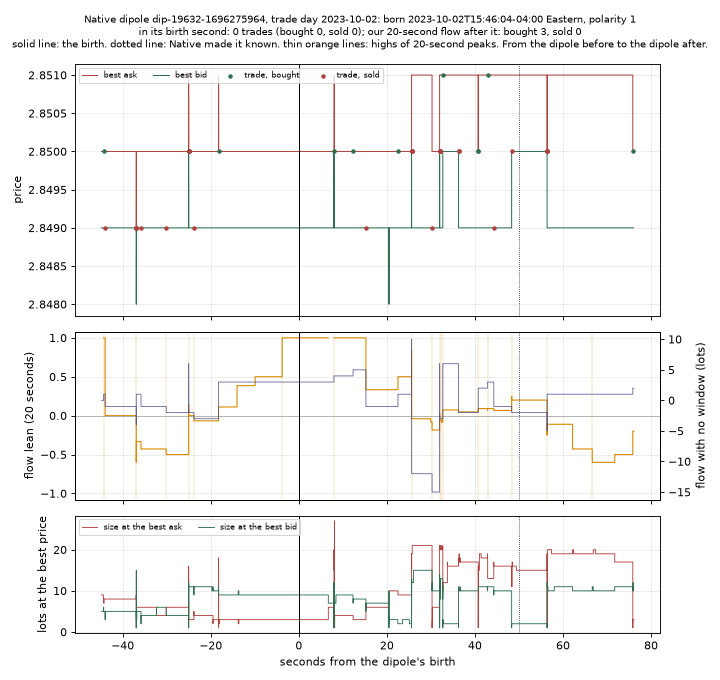 Native dipole dip-19632-1696275964, trade day 2023-10-02: born 2023-10-02T15:46:04-04:00 Eastern, polarity 1
in its birth second: 0 trades (bought 0, sold 0); our 20-second flow after it: bought 3, sold 0
solid line: the birth. dotted line: Native made it known. thin orange lines: highs of 20-second peaks. From the dipole before to the dipole after.
best ask
best bid
trade, bought
trade, sold
2.8510
2.8505
2.8500
2.8495
2.8490
2.8485
2.8480
price
1.0
0.5
0.0
−0.5
−1.0
flow lean (20 seconds)
10
5
0
−5
−10
−15
flow with no window (lots)
size at the best ask
size at the best bid
20
10
0
lots at the best price
−40
−20
0
20
40
60
80
seconds from the dipole's birth